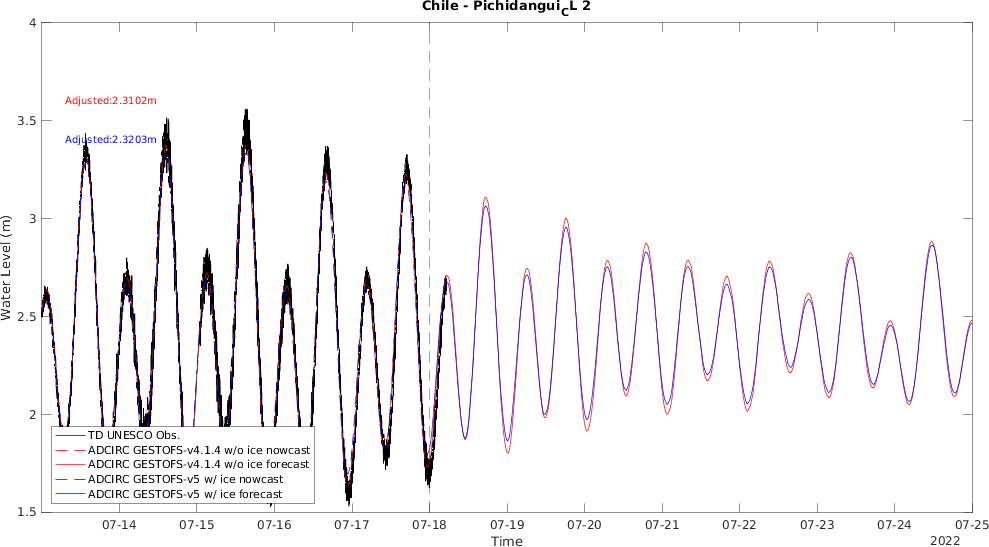 Chile - PichidanguiCL 2
4
3.5
3
2.5
2
1.5
Water Level (m)
Adjusted:2.3102m
Adjusted:2.3203m
TD UNESCO Obs.
ADCIRC GESTOFS-v4.1.4 w/o ice nowcast
ADCIRC GESTOFS-v4.1.4 w/o ice forecast
ADCIRC GESTOFS-v5 w/ ice nowcast
ADCIRC GESTOFS-v5 w/ ice forecast
07-14 07-15 07-16 07-17 07-18 07-19 07-20 07-21 07-22 07-23 07-24 07-25
Time
2022